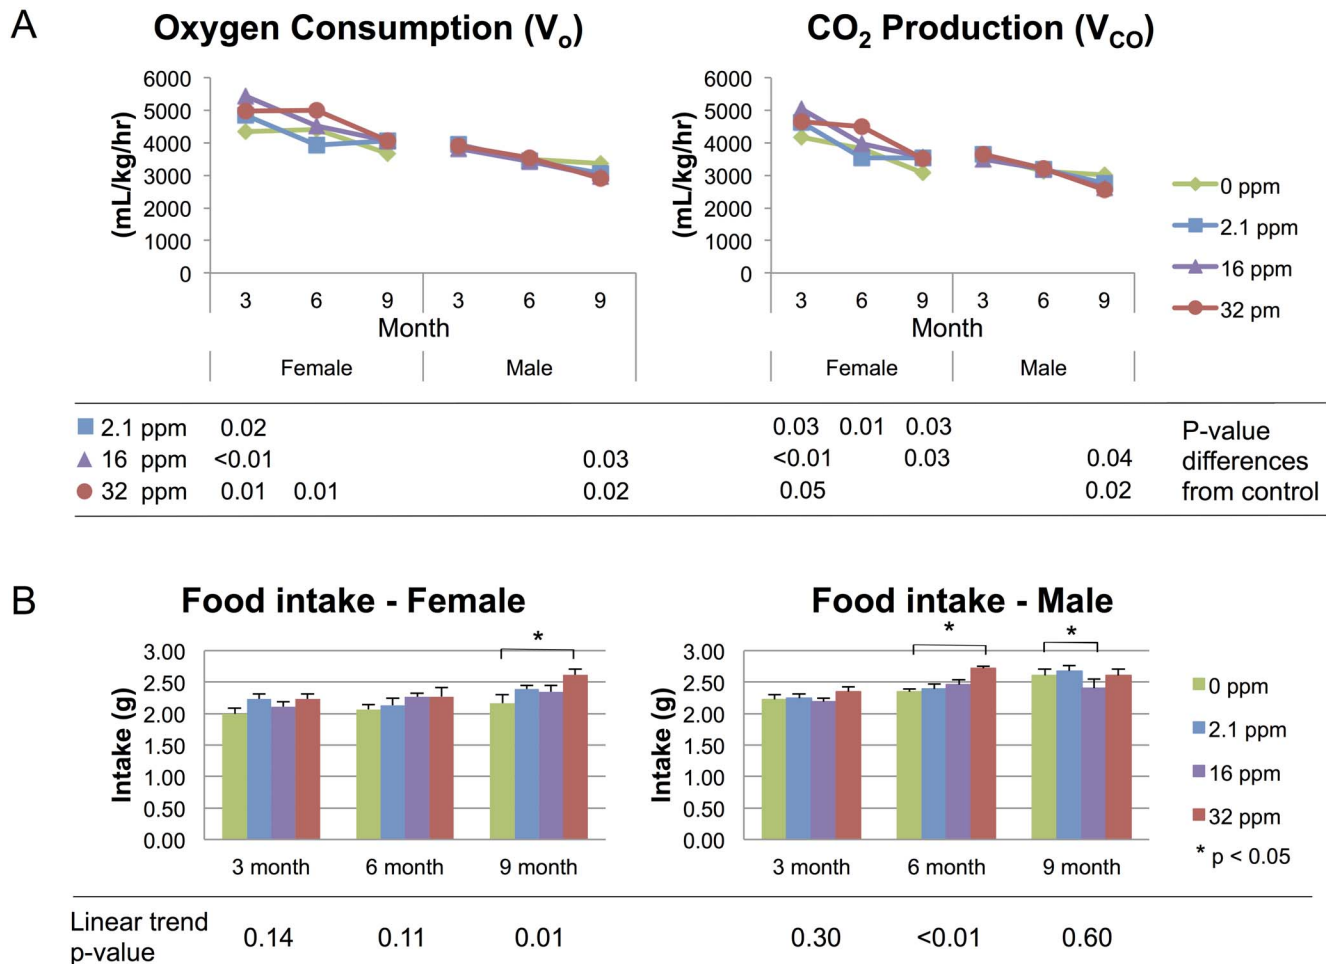 A
Oxygen Consumption (Vo)
CO2 Production (VCO)
6000
5000
4000
3000
2000
1000
0
(mL/kg/hr)
3 6 9 3 6 9
Month
Female Male
6000
5000
4000
3000
2000
1000
0
(mL/kg/hr)
3 6 9 3 6 9
Month
Female Male
0 ppm
2.1 ppm
16 ppm
32 pm
2.1 ppm 0.02 0.03 0.01 0.03
16 ppm <0.01 0.03 <0.01 0.03 0.04
32 ppm 0.01 0.01 0.02 0.05 0.02
P-value
differences
from control
B
Food intake - Female
Food intake - Male
3.00
2.50
2.00
1.50
1.00
0.50
0.00
Intake (g)
*
3 month 6 month 9 month
3.00
2.50
2.00
1.50
1.00
0.50
0.00
Intake (g)
* *
3 month 6 month 9 month
0 ppm
2.1 ppm
16 ppm
32 ppm
* p < 0.05
Linear trend
p-value
0.14 0.11 0.01 0.30 <0.01 0.60